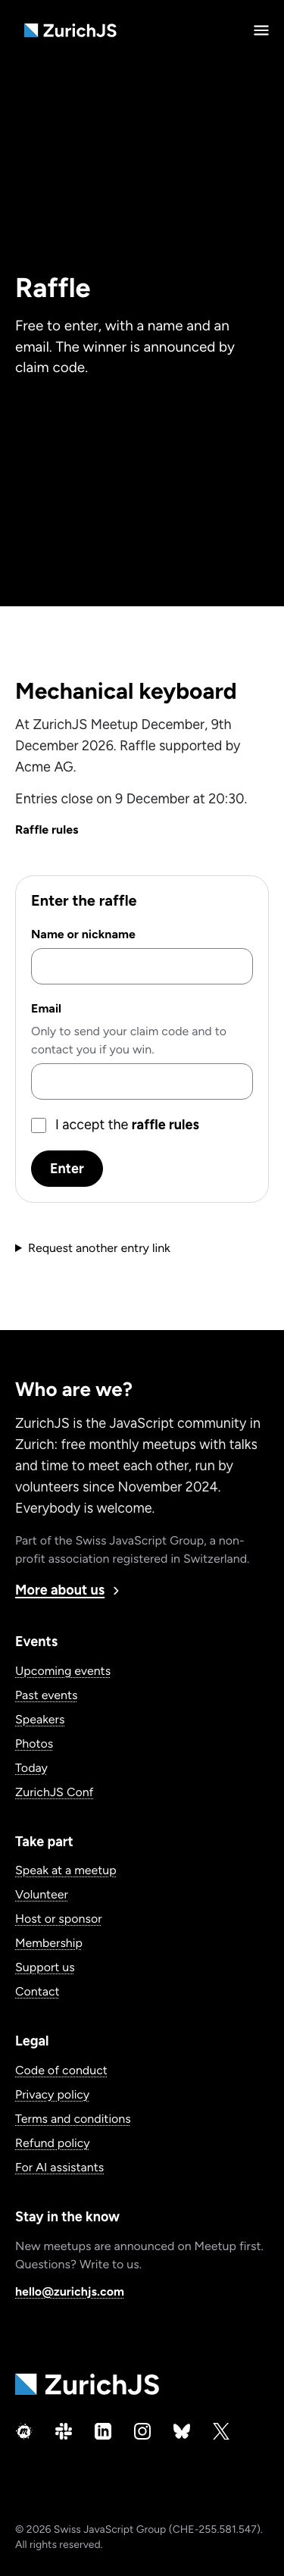 ZurichJS
Raffle
Free to enter, with a name and an
email. The winner is announced by
claim code.
Mechanical keyboard
At ZurichJS Meetup December, 9th
December 2026. Raffle supported by
Acme AG.
Entries close on 9 December at 20:30.
Raffle rules
Enter the raffle
Name or nickname
Email
Only to send your claim code and to
contact you if you win.
I accept the raffle rules
Enter
Request another entry link
Who are we?
ZurichJS is the JavaScript community in
Zurich: free monthly meetups with talks
and time to meet each other, run by
volunteers since November 2024.
Everybody is welcome.
Part of the Swiss JavaScript Group, a non-
profit association registered in Switzerland.
More about us
Events
Upcoming events
Past events
Speakers
Photos
Today
ZurichJS Conf
Take part
Speak at a meetup
Volunteer
Host or sponsor
Membership
Support us
Contact
Legal
Code of conduct
Privacy policy
Terms and conditions
Refund policy
For AI assistants
Stay in the know
New meetups are announced on Meetup first.
Questions? Write to us.
hello@zurichjs.com
ZurichJS
© 2026 Swiss JavaScript Group (CHE-255.581.547).
All rights reserved.